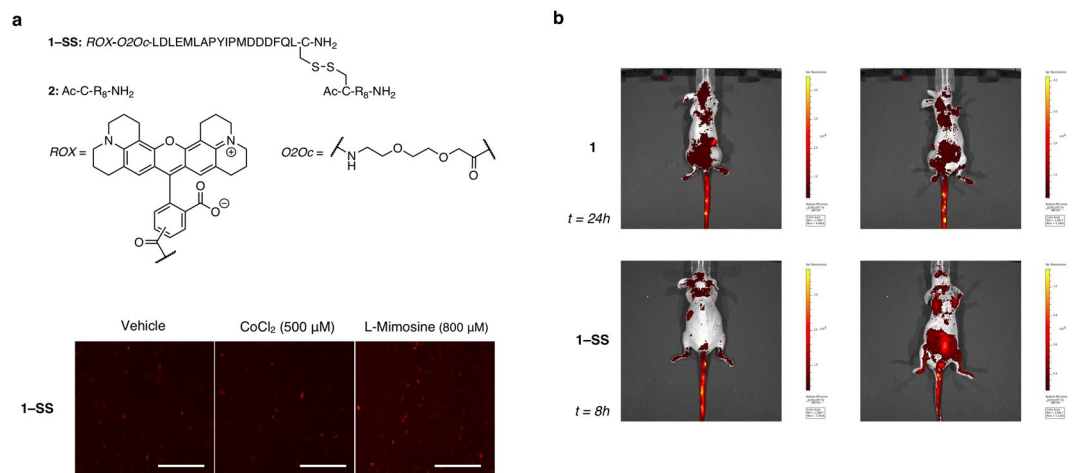 a
1–SS: ROX-O2Oc-LDLEMLAPYIPMDDDFQL-C-NH2
S-S
2: Ac-C-R8-NH2
Ac-C-R8-NH2
ROX =
N
O
N
⊕
O
O
⊖
O
O2Oc =
N
H
O
O
O
Vehicle
CoCl2 (500 µM)
L-Mimosine (800 µM)
1–SS
b
1
t = 24h
1–SS
t = 8h